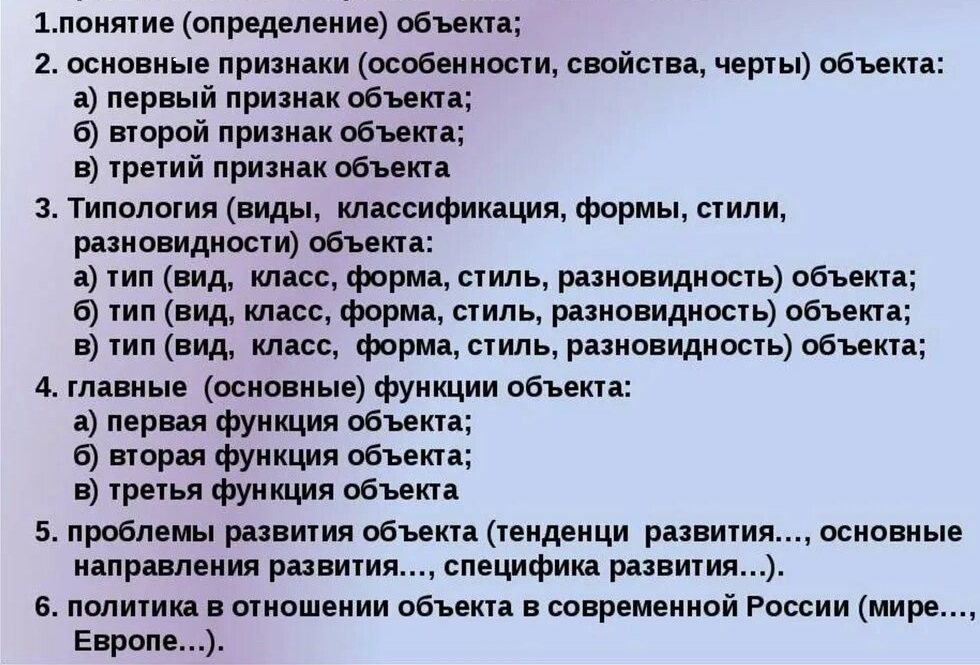 1.понятие (определение) объекта;
2. основные признаки (особенности, свойства, черты) объекта:
а) первый признак объекта;
б) второй признак объекта;
в) третий признак объекта
3. Типология (виды, классификация, формы, стили,
разновидности) объекта:
а) тип (вид, класс, форма, стиль, разновидность) объекта;
б) тип (вид, класс, форма, стиль, разновидность) объекта;
в) тип (вид, класс, форма, стиль, разновидность) объекта;
4. главные (основные) функции объекта:
а) первая функция объекта;
б) вторая функция объекта;
в) третья функция объекта
5. проблемы развития объекта (тенденци развития…, основные
направления развития…, специфика развития…).
6. политика в отношении объекта в современной России (мире…,
Европе…).